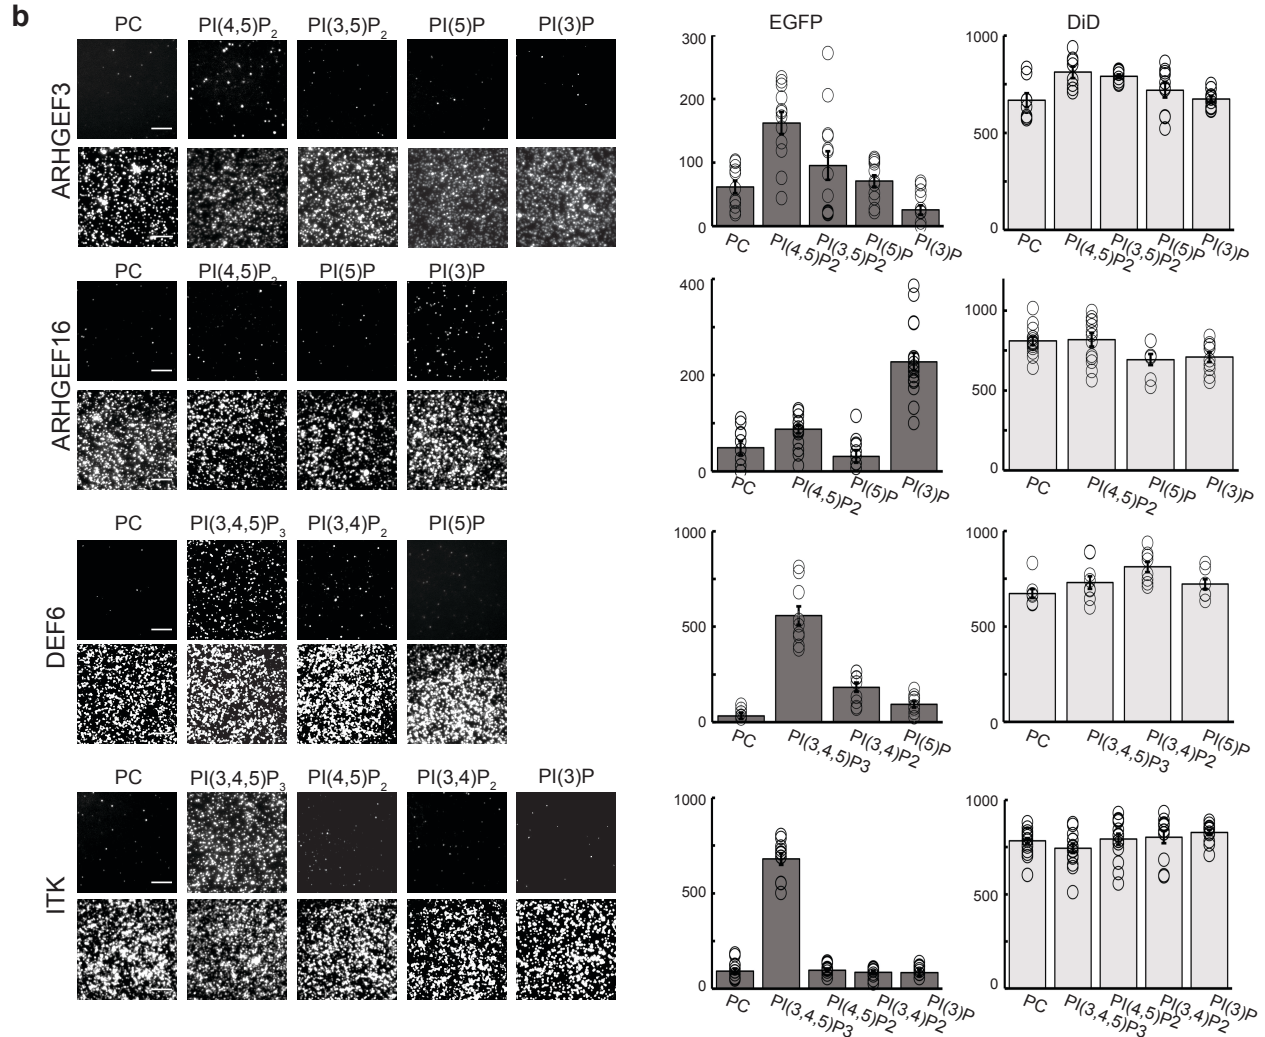 b
EGFP
DiD
PC PI(4,5)P2 PI(3,5)P2 PI(5)P PI(3)P
ARHGEF3
300
200
100
0
PC PI(4,5)P2 PI(3,5)P2 PI(5)P PI(3)P
1000
500
0
PC PI(4,5)P2 PI(3,5)P2 PI(5)P PI(3)P
PC PI(4,5)P2 PI(5)P PI(3)P
ARHGEF16
400
200
0
PC PI(4,5)P2 PI(5)P PI(3)P
1000
500
0
PC PI(4,5)P2 PI(5)P PI(3)P
PC PI(3,4,5)P3 PI(3,4)P2 PI(5)P
DEF6
1000
500
0
PC PI(3,4,5)P3 PI(3,4)P2 PI(5)P
1000
500
0
PC PI(3,4,5)P3 PI(3,4)P2 PI(5)P
PC PI(3,4,5)P3 PI(4,5)P2 PI(3,4)P2 PI(3)P
ITK
1000
500
0
PC PI(3,4,5)P3 PI(4,5)P2 PI(3,4)P2 PI(3)P
1000
500
0
PC PI(3,4,5)P3 PI(4,5)P2 PI(3,4)P2 PI(3)P